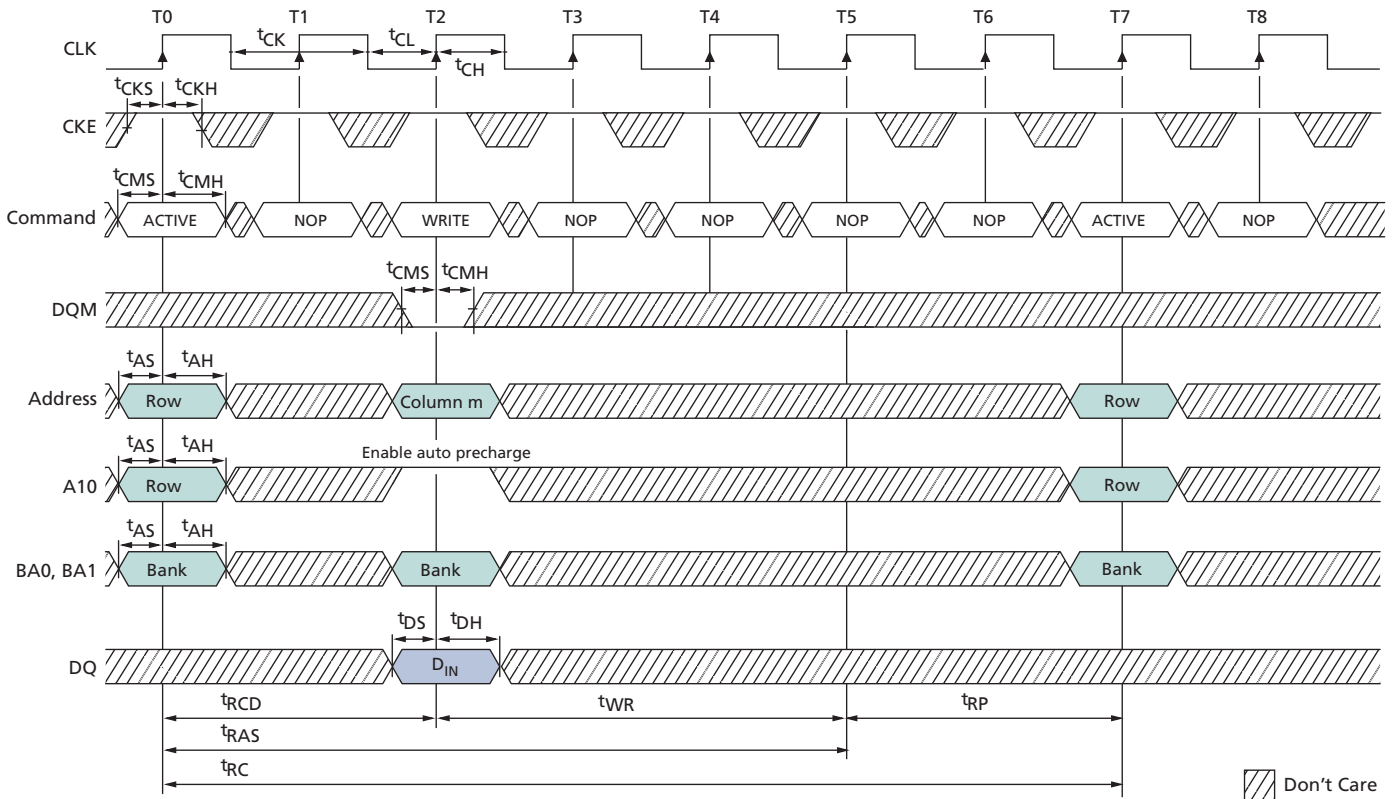 T0 T1 T2 T3 T4 T5 T6 T7 T8
CLK tCK tCL
tCH
tCKS tCKH
CKE
tCMS tCMH
Command ACTIVE NOP WRITE NOP NOP NOP NOP ACTIVE NOP
tCMS tCMH
DQM
tAS tAH
Address Row Column m Row
tAS tAH Enable auto precharge
A10 Row Row
tAS tAH
BA0, BA1 Bank Bank Bank
tDS tDH
DQ DIN
tRCD tWR tRP
tRAS
tRC
Don't Care